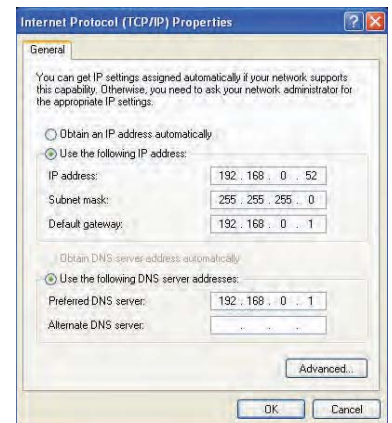 Internet Protocol (TCP/IP) Properties
General
You can get IP settings assigned automatically if your network supports
this capability. Otherwise, you need to ask your network administrator for
the appropriate IP settings.
Obtain an IP address automatically
Use the following IP address:
IP address: 192 . 168 . 0 . 52
Subnet mask: 255 . 255 . 255 . 0
Default gateway: 192 . 168 . 0 . 1
Obtain DNS server address automatically
Use the following DNS server addresses:
Preferred DNS server: 192 . 168 . 0 . 1
Alternate DNS server: . . .
Advanced...
OK Cancel